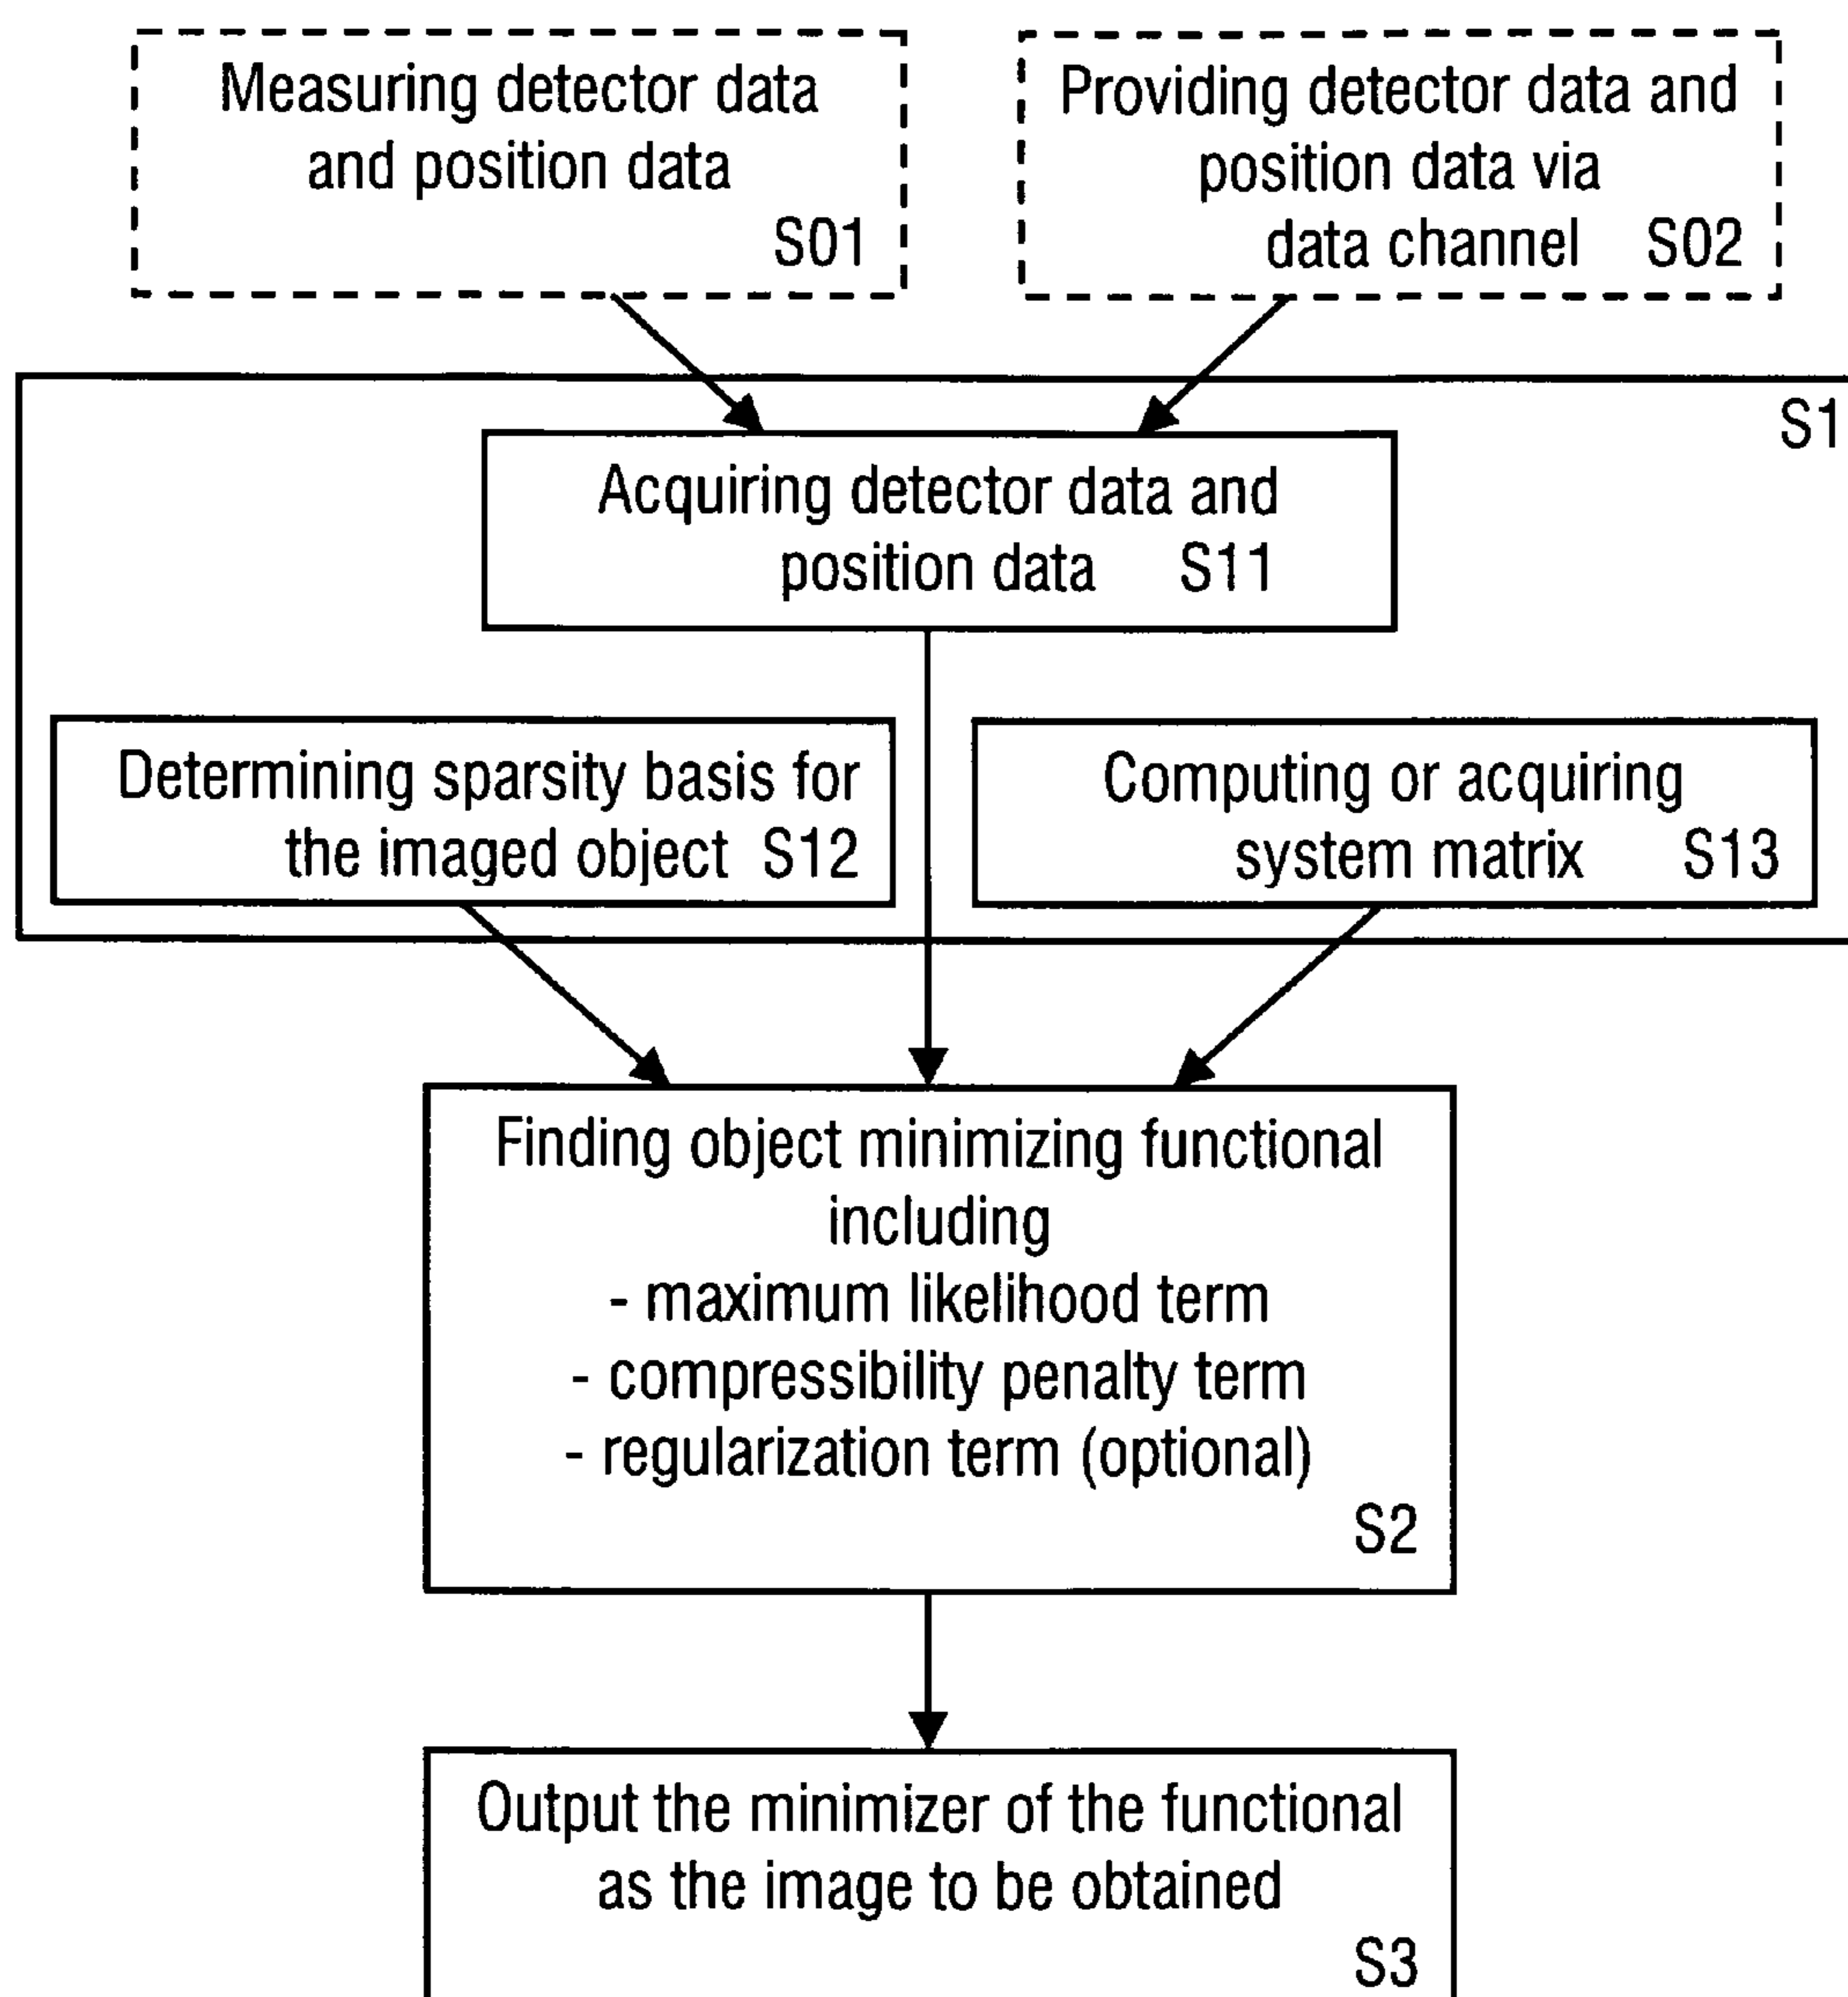 Measuring detector data
and position data
S01
Providing detector data and
position data via
data channel S02
S1
Acquiring detector data and
position data S11
Determining sparsity basis for
the imaged object S12
Computing or acquiring
system matrix S13
Finding object minimizing functional
including
- maximum likelihood term
- compressibility penalty term
- regularization term (optional)
S2
Output the minimizer of the functional
as the image to be obtained
S3